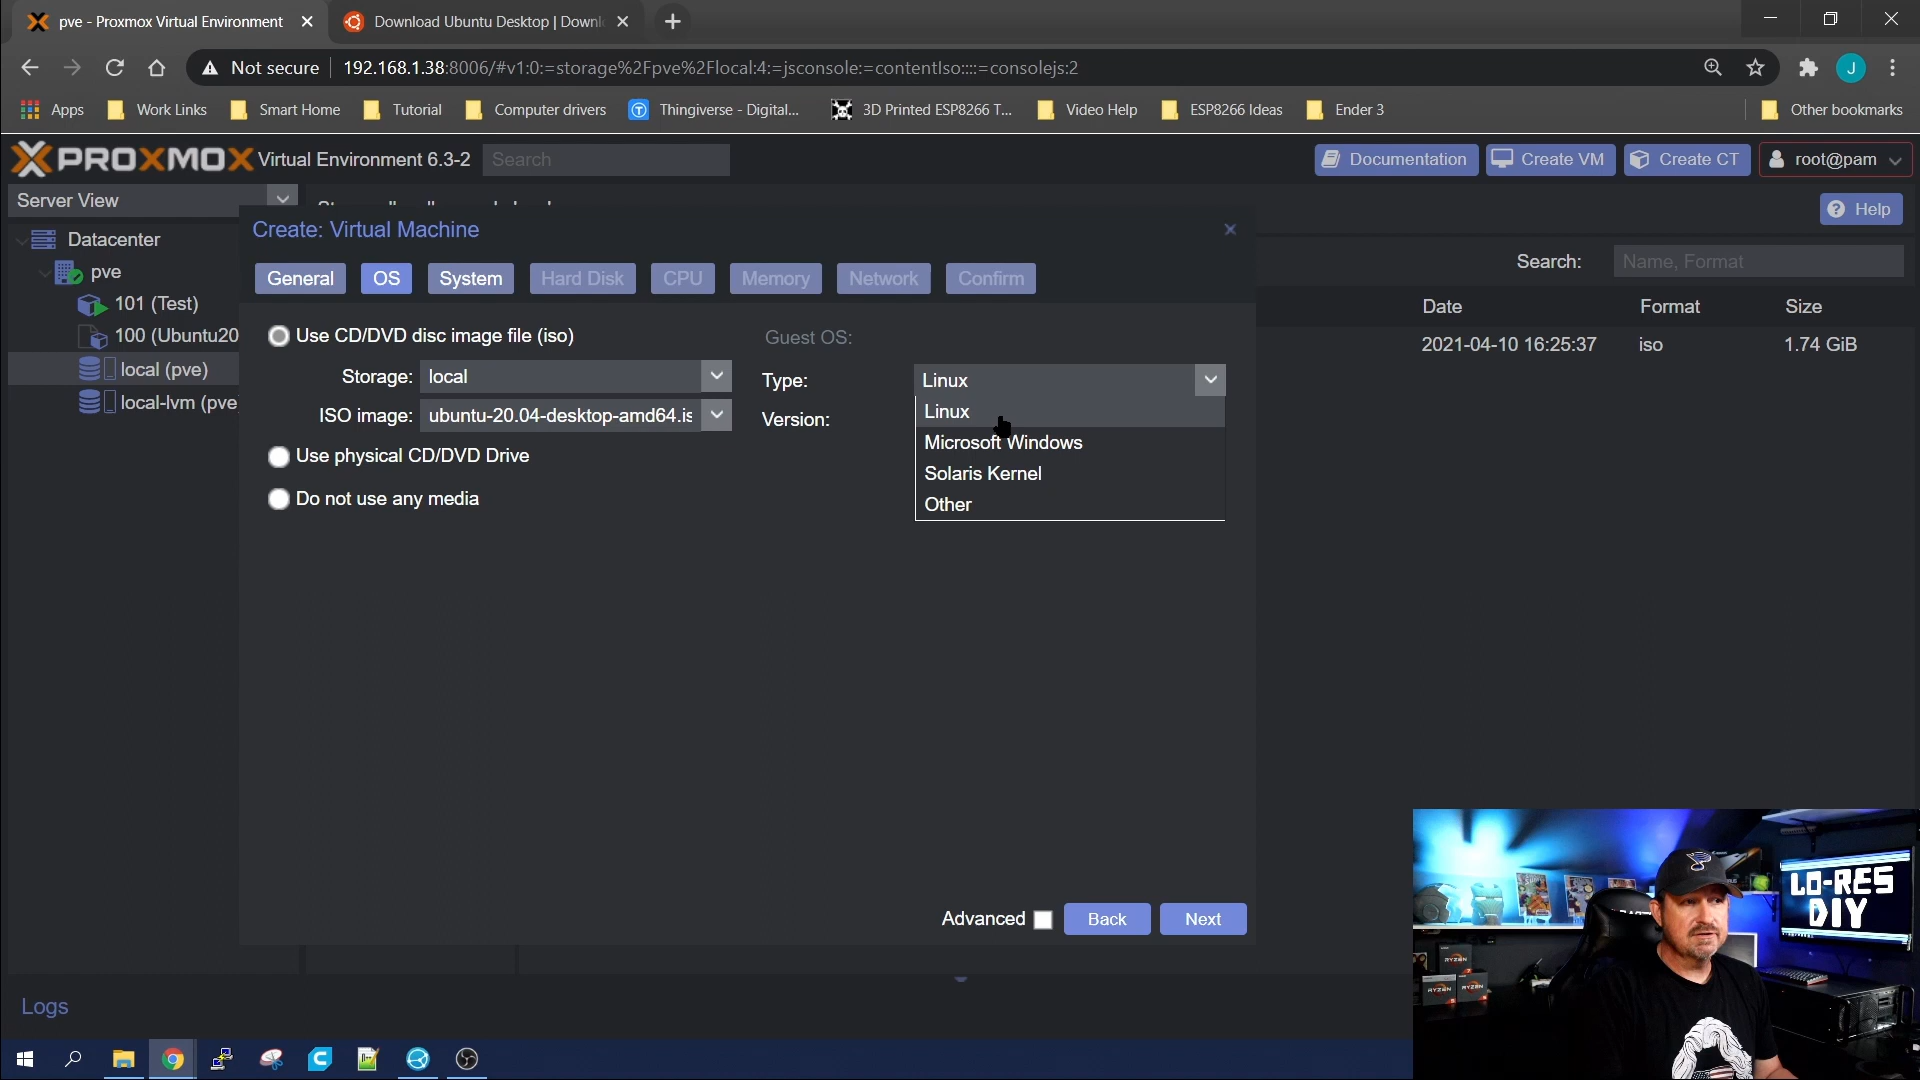 pve - Proxmox Virtual Environment
Download Ubuntu Desktop | Downl
Not secure
192.168.1.38:8006/#v1:0:=storage%2Fpve%2Flocal:4:=jsconsole:=contentIso::::=consolejs:2
J
Apps
Work Links
Smart Home
Tutorial
Computer drivers
Thingiverse - Digital...
3D Printed ESP8266 T...
Video Help
ESP8266 Ideas
Ender 3
Other bookmarks
PROXMOX
Virtual Environment 6.3-2
Search
Documentation
Create VM
Create CT
root@pam
Server View
Help
Datacenter
pve
101 (Test)
100 (Ubuntu20
local (pve)
local-lvm (pve
Create: Virtual Machine
General
OS
System
Hard Disk
CPU
Memory
Network
Confirm
Use CD/DVD disc image file (iso)
Storage:
local
ISO image:
ubuntu-20.04-desktop-amd64.is
Use physical CD/DVD Drive
Do not use any media
Guest OS:
Type:
Linux
Version:
Linux
Microsoft Windows
Solaris Kernel
Other
Search:
Name, Format
Date
Format
Size
2021-04-10 16:25:37
iso
1.74 GiB
Advanced
Back
Next
Logs
LO-RES
DIY
RYZEN
RYZEN
RYZEN